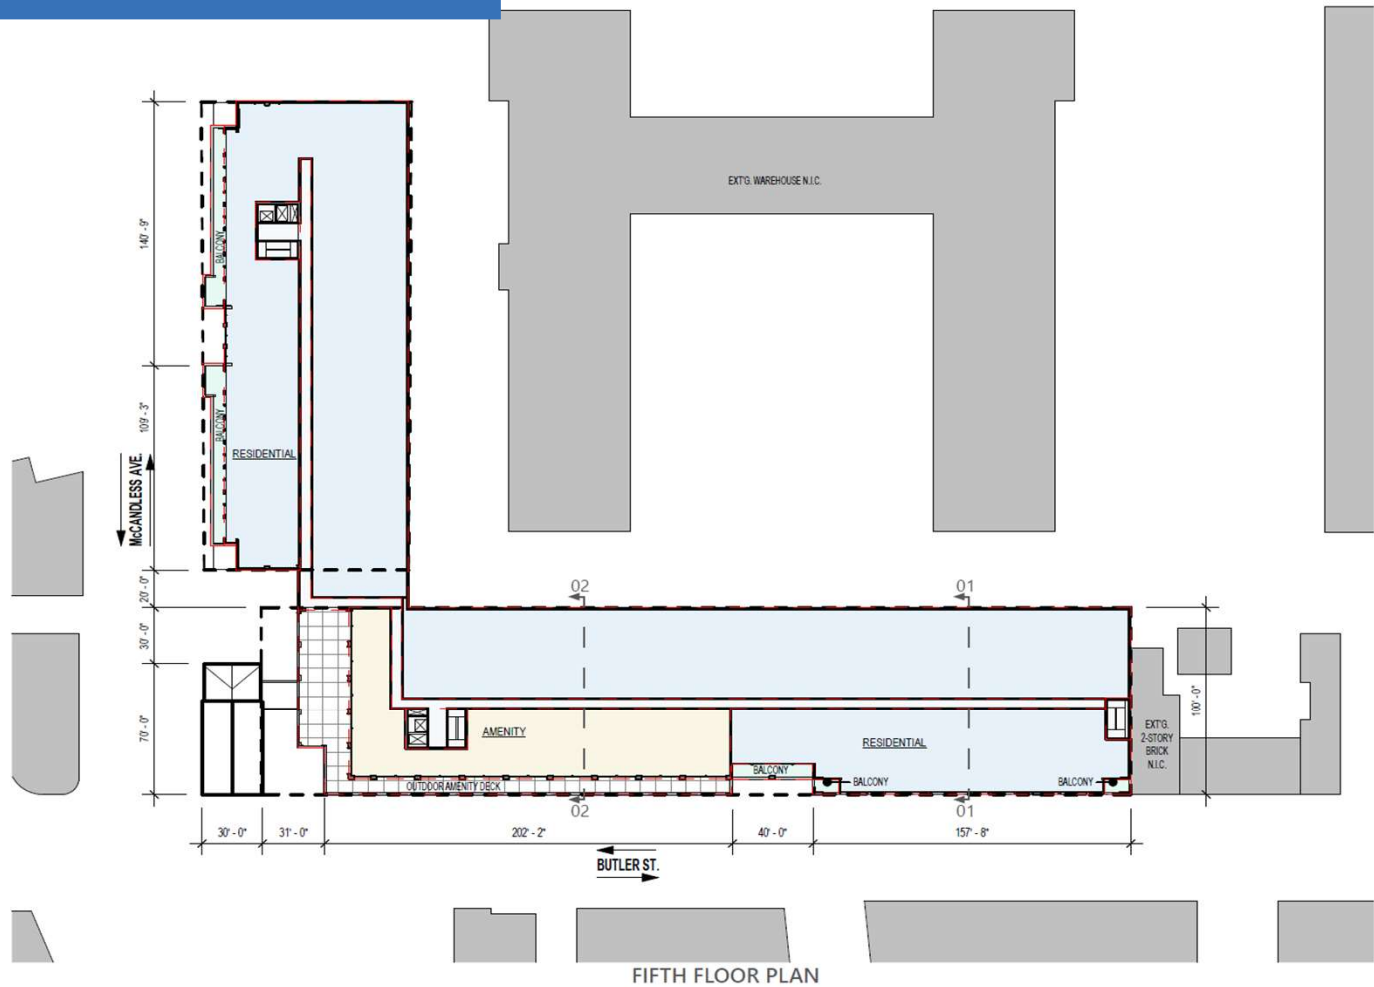 EXT'G. WAREHOUSE N.I.C.
140' - 9"
BALCONY
109' - 3"
BALCONY
RESIDENTIAL
McCANDLESS AVE.
20' - 0"
02
01
30' - 0"
100' - 0"
70' - 0"
AMENITY
RESIDENTIAL
EXT'G.
2-STORY
BRICK
N.I.C.
BALCONY
OUTDOOR AMENITY DECK
BALCONY
BALCONY
02
01
30' - 0"
31' - 0"
202' - 2"
40' - 0"
157' - 8"
BUTLER ST.
FIFTH FLOOR PLAN